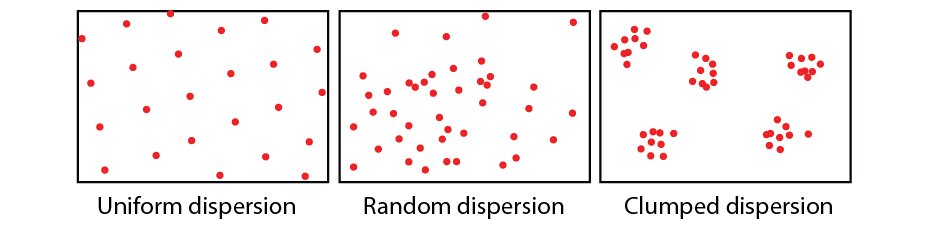 Uniform dispersion
Random dispersion
Clumped dispersion